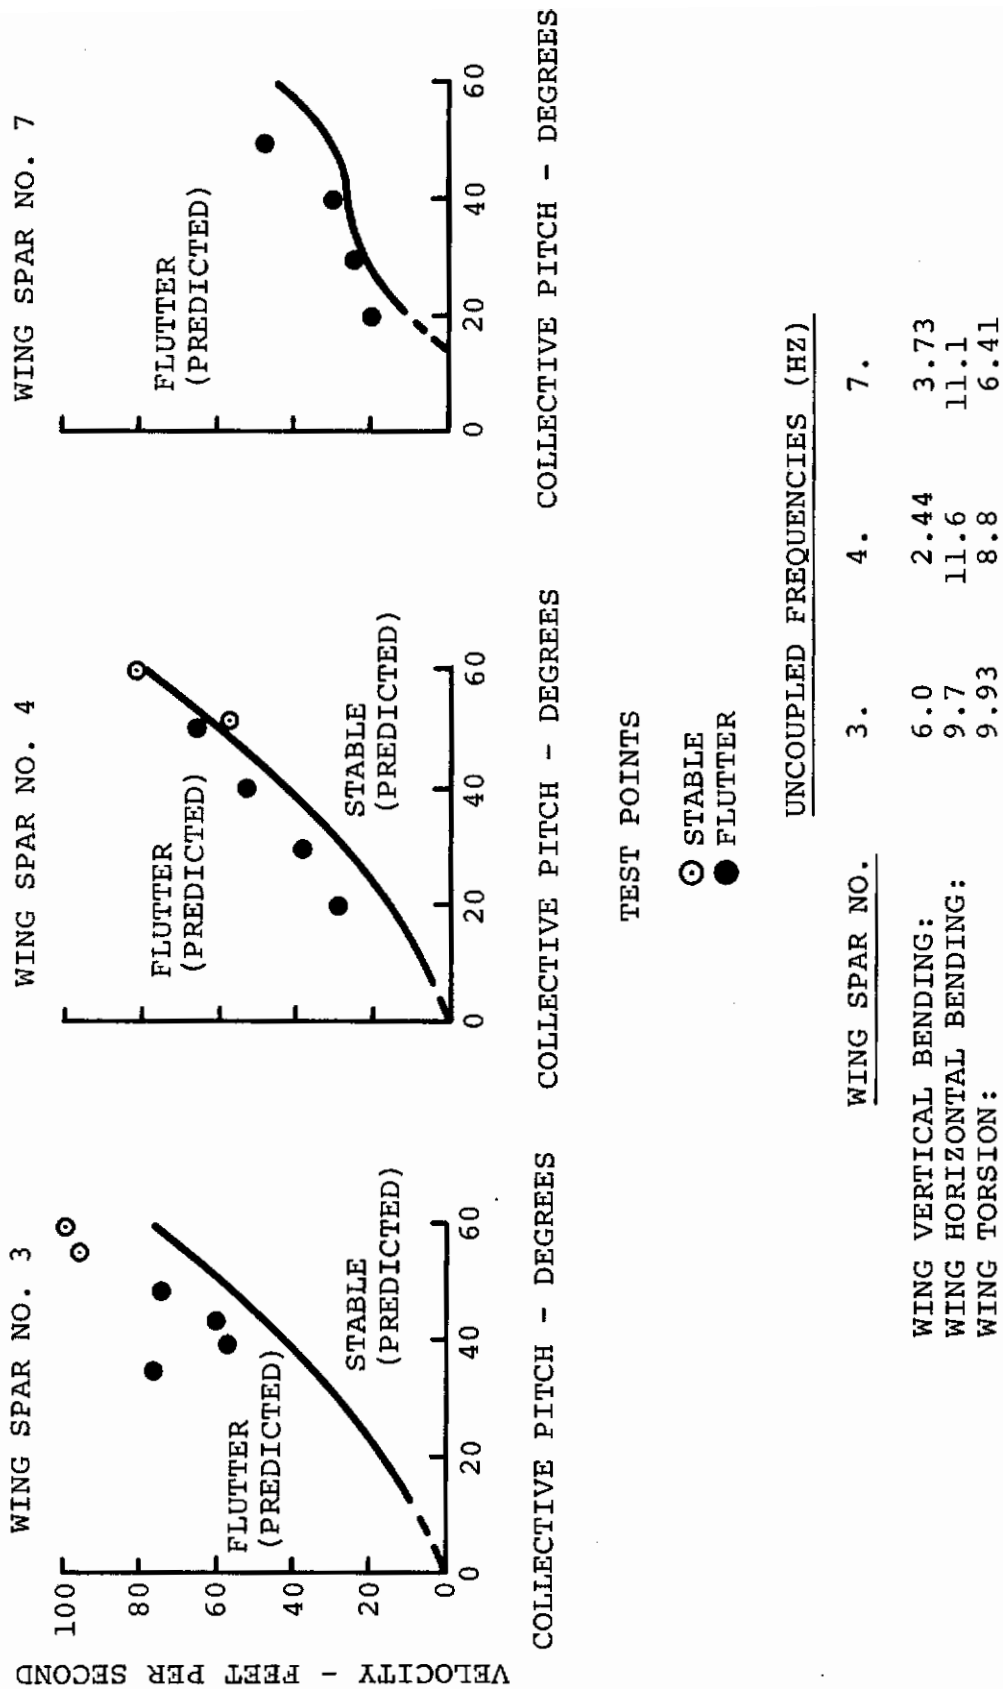 WING SPAR NO. 3
WING SPAR NO. 4
WING SPAR NO. 7
VELOCITY - FEET PER SECOND
100
80
60
40
20
0
FLUTTER
(PREDICTED)
STABLE
(PREDICTED)
0 20 40 60
COLLECTIVE PITCH - DEGREES
FLUTTER
(PREDICTED)
STABLE
(PREDICTED)
0 20 40 60
COLLECTIVE PITCH - DEGREES
FLUTTER
(PREDICTED)
0 20 40 60
COLLECTIVE PITCH - DEGREES
TEST POINTS
STABLE
FLUTTER
UNCOUPLED FREQUENCIES (HZ)
WING SPAR NO. 3. 4. 7.
WING VERTICAL BENDING: 6.0 2.44 3.73
WING HORIZONTAL BENDING: 9.7 11.6 11.1
WING TORSION: 9.93 8.8 6.41